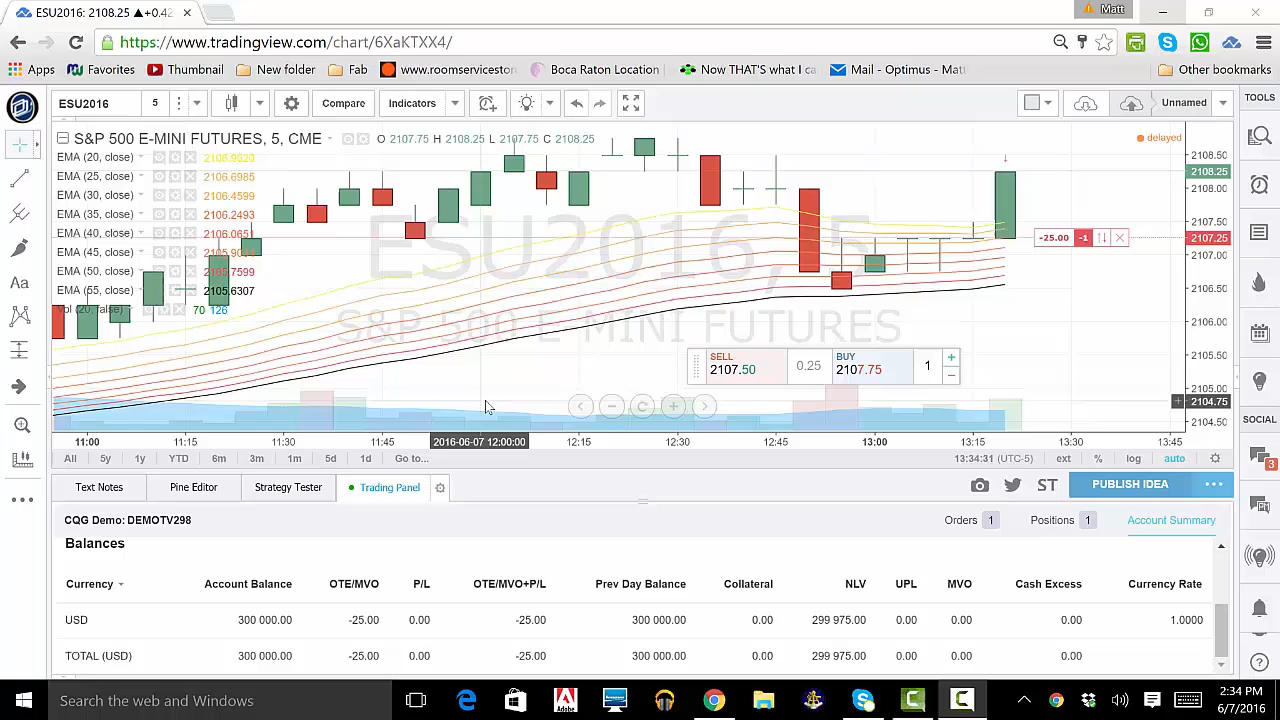 ESU2016: 2108.25 ▲+0.42
Matt
https://www.tradingview.com/chart/6XaKTXX4/
Apps
Favorites
Thumbnail
New folder
Fab
www.roomserviceston
Boca Raton Location
Now THAT'S what I ca
Mail - Optimus - Matt
Other bookmarks
ESU2016
5
Compare
Indicators
Unnamed
TOOLS
S&P 500 E-MINI FUTURES, 5, CME
O 2107.75 H 2108.25 L 2107.75 C 2108.25
delayed
EMA (20, close)
EMA (25, close) 2106.6985
EMA (30, close) 2106.4599
EMA (35, close) 2106.2493
EMA (40, close) 2106.0651
EMA (45, close)
EMA (50, close)
EMA (55, close) 2105.6307
Vol (20, false) 70 126
ESU2016, 5
S&P 500 E-MINI FUTURES
2108.50
2108.25
2108.00
2107.50
2107.25
2107.00
2106.50
2106.00
2105.50
2105.00
2104.75
2104.50
-25.00 -1
SELL
2107.50
0.25
BUY
2107.75
1
11:00 11:15 11:30 11:45 2016-06-07 12:00:00 12:15 12:30 12:45 13:00 13:15 13:30 13:45
SOCIAL
All 5y 1y YTD 6m 3m 1m 5d 1d Go to...
13:34:31 (UTC-5) ext % log auto
3
Text Notes
Pine Editor
Strategy Tester
Trading Panel
ST
PUBLISH IDEA
CQG Demo: DEMOTV298
Orders 1
Positions 1
Account Summary
Balances
Currency Account Balance OTE/MVO P/L OTE/MVO+P/L Prev Day Balance Collateral NLV UPL MVO Cash Excess Currency Rate
USD 300 000.00 -25.00 0.00 -25.00 300 000.00 0.00 299 975.00 0.00 0.00 0.00 1.0000
TOTAL (USD) 300 000.00 -25.00 0.00 -25.00 300 000.00 0.00 299 975.00 0.00 0.00 0.00
Search the web and Windows
2:34 PM
6/7/2016